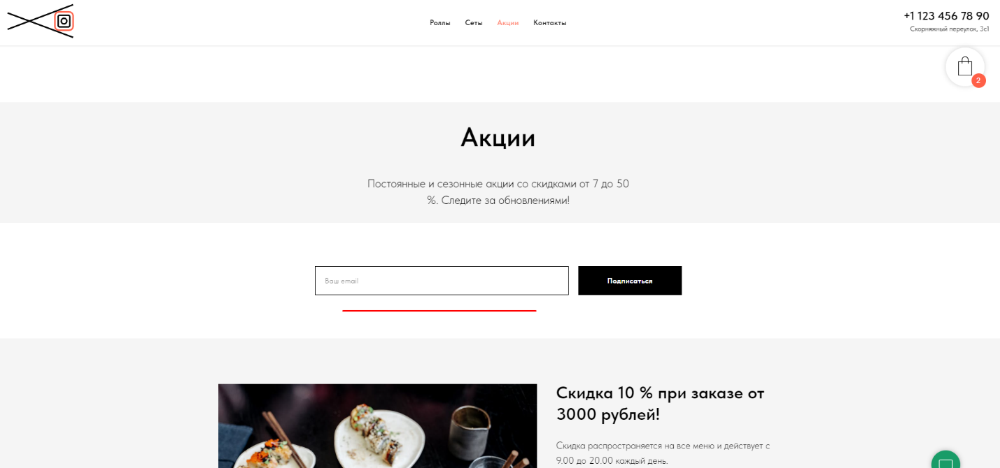 Роллы Сеты Акции Контакты
+1 123 456 78 90
Скорняжный переулок, 3с1
2
Акции
Постоянные и сезонные акции со скидками от 7 до 50
%. Следите за обновлениями!
Ваш email
Подписаться
Скидка 10 % при заказе от
3000 рублей!
Скидка распространяется на все меню и действует с
9.00 до 20.00 каждый день.